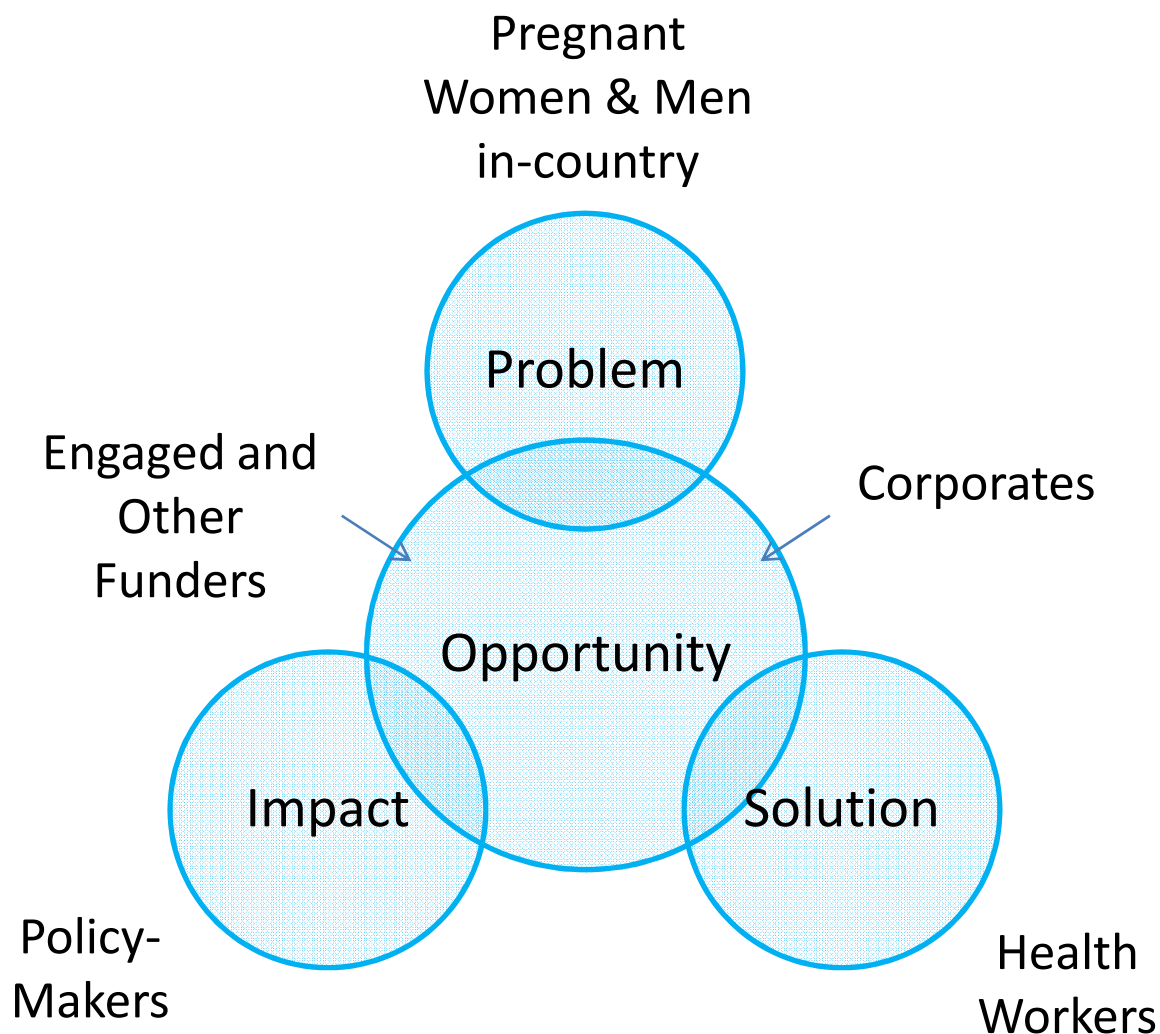 Pregnant
Women & Men
in-country
Problem
Engaged and
Other
Funders
Corporates
Opportunity
Impact
Solution
Policy-
Makers
Health
Workers